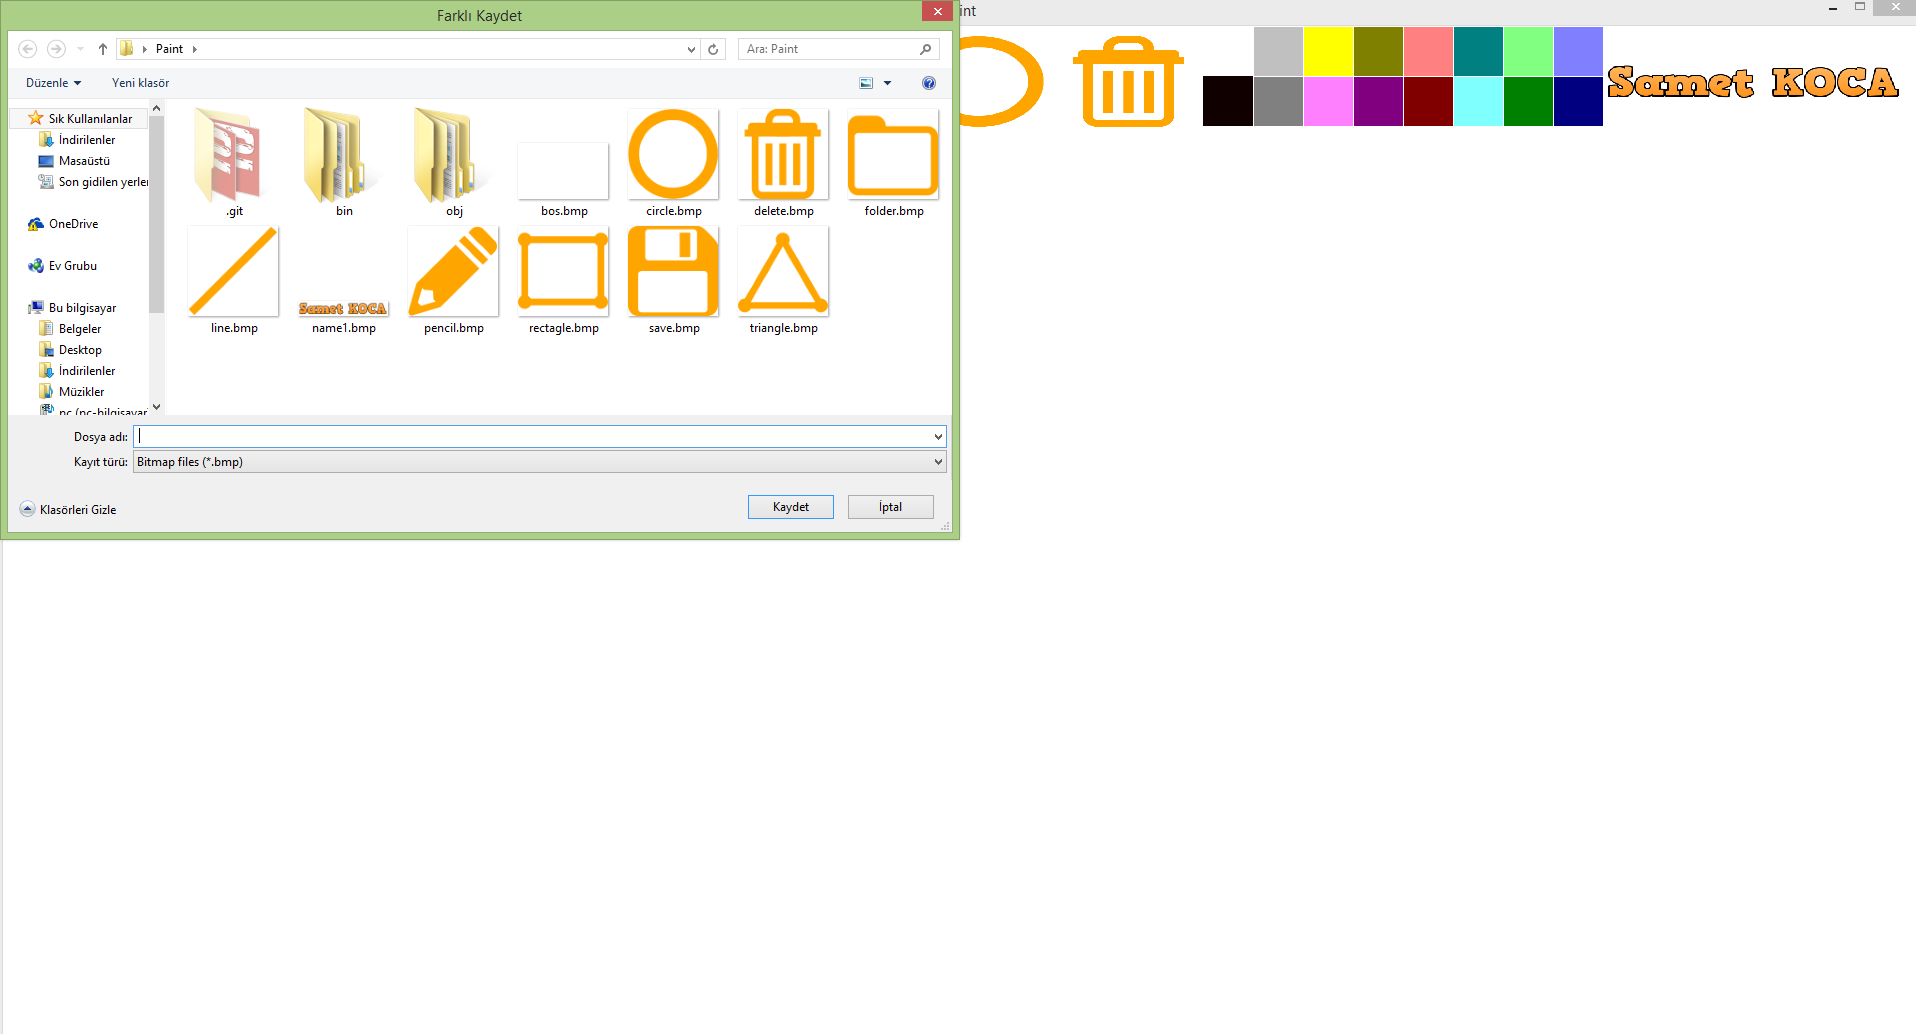 Farklı Kaydet
int
Paint
Ara: Paint
Düzenle
Yeni klasör
Samet KOCA
Sık Kullanılanlar
İndirilenler
Masaüstü
Son gidilen yerler
OneDrive
Ev Grubu
Bu bilgisayar
Belgeler
Desktop
İndirilenler
Müzikler
pc (pc-bilgisayar)
.git
bin
obj
bos.bmp
circle.bmp
delete.bmp
folder.bmp
line.bmp
Samet KOCA
name1.bmp
pencil.bmp
rectagle.bmp
save.bmp
triangle.bmp
Dosya adı:
Kayıt türü: Bitmap files (*.bmp)
Klasörleri Gizle
Kaydet
İptal